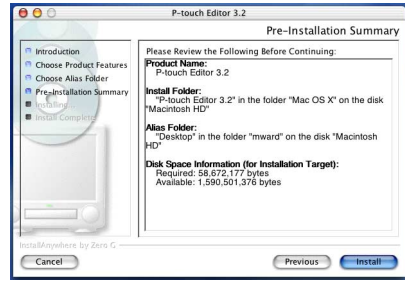 P-touch Editor 3.2
Pre-Installation Summary
Introduction
Choose Product Features
Choose Alias Folder
Pre-Installation Summary
Installing...
Install Complete
Please Review the Following Before Continuing:
Product Name:
P-touch Editor 3.2
Install Folder:
"P-touch Editor 3.2" in the folder "Mac OS X" on the disk
"Macintosh HD"
Alias Folder:
"Desktop" in the folder "mward" on the disk "Macintosh
HD"
Disk Space Information (for Installation Target):
Required: 58,672,177 bytes
Available: 1,590,501,376 bytes
InstallAnywhere by Zero G
Cancel
Previous
Install